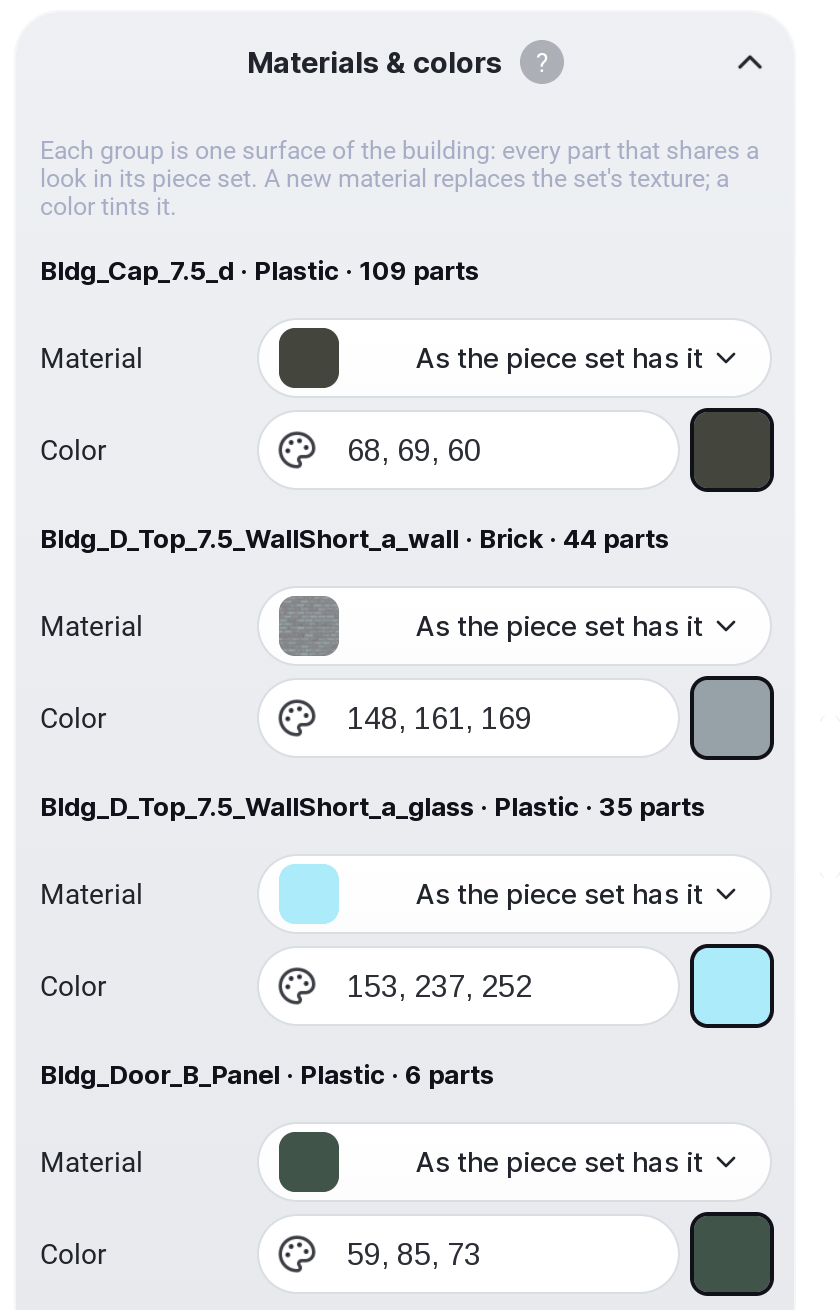 Materials & colors ?
Each group is one surface of the building: every part that shares a
look in its piece set. A new material replaces the set's texture; a
color tints it.
Bldg_Cap_7.5_d · Plastic · 109 parts
Material As the piece set has it
Color 68, 69, 60
Bldg_D_Top_7.5_WallShort_a_wall · Brick · 44 parts
Material As the piece set has it
Color 148, 161, 169
Bldg_D_Top_7.5_WallShort_a_glass · Plastic · 35 parts
Material As the piece set has it
Color 153, 237, 252
Bldg_Door_B_Panel · Plastic · 6 parts
Material As the piece set has it
Color 59, 85, 73